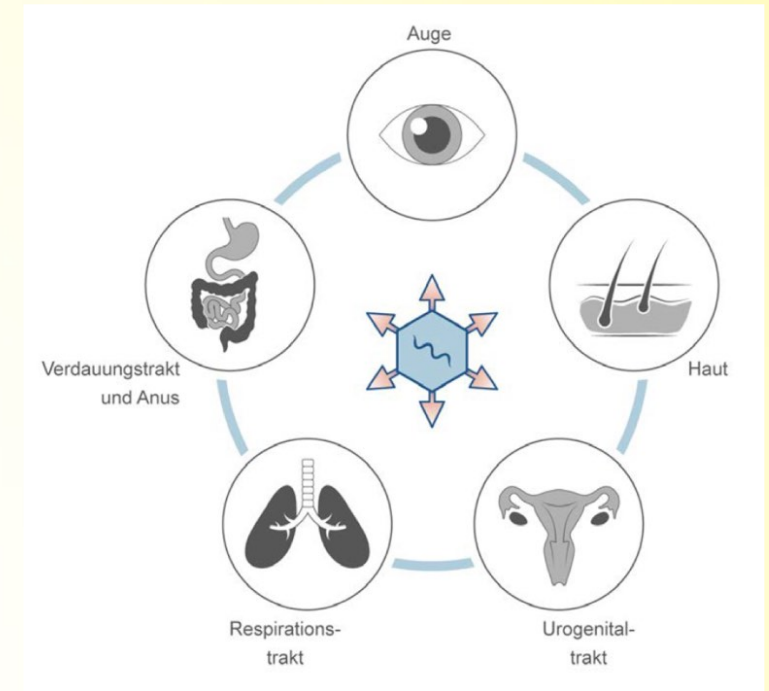 Auge
Haut
Verdauungstrakt
und Anus
Respirations-
trakt
Urogenital-
trakt